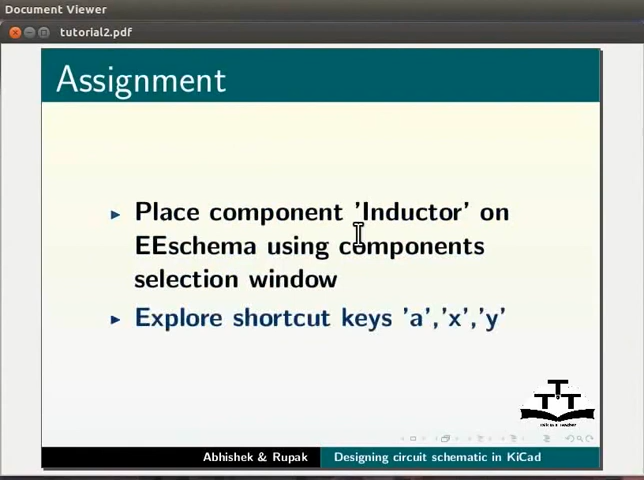 Document Viewer
tutorial2.pdf
Assignment
Place component 'Inductor' on
EEschema using components
selection window
Explore shortcut keys 'a','x','y'
Abhishek & Rupak
Designing circuit schematic in KiCad